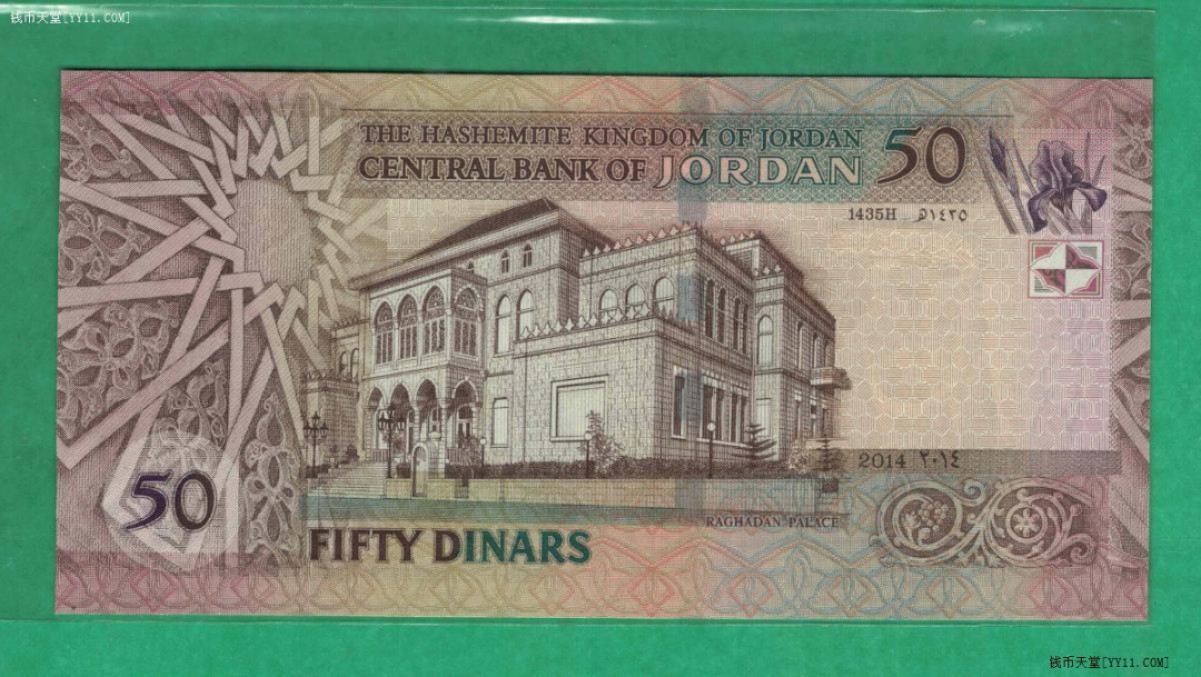 钱币天堂[YY11.COM]
THE HASHEMITE KINGDOM OF JORDAN
CENTRAL BANK OF JORDAN
50
1435H ١٤٣٥هـ
2014 ٢٠١٤
RAGHADAN PALACE
50
FIFTY DINARS
钱币天堂[YY11.COM]